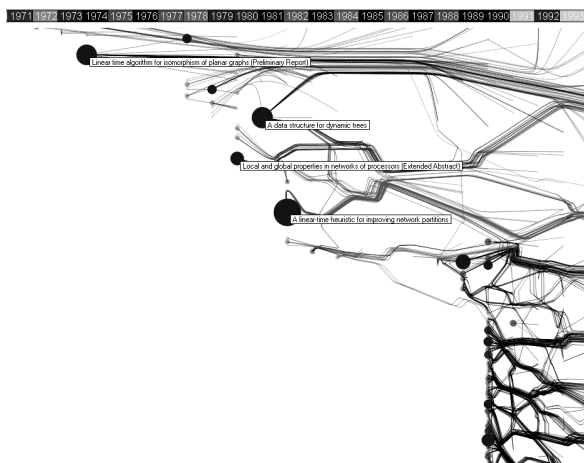 1971 1972 1973 1974 1975 1976 1977 1978 1979 1980 1981 1982 1983 1984 1985 1986 1987 1988 1989 1990 1991 1992 1993
Linear time algorithm for isomorphism of planar graphs (Preliminary Report)
A data structure for dynamic trees
Local and global properties in networks of processors (Extended Abstract)
A linear-time heuristic for improving network partitions